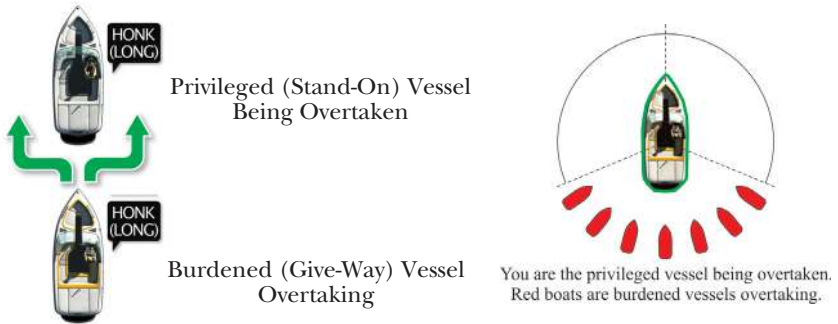 HONK
(LONG)
Privileged (Stand-On) Vessel
Being Overtaken
HONK
(LONG)
Burdened (Give-Way) Vessel
Overtaking
You are the privileged vessel being overtaken.
Red boats are burdened vessels overtaking.